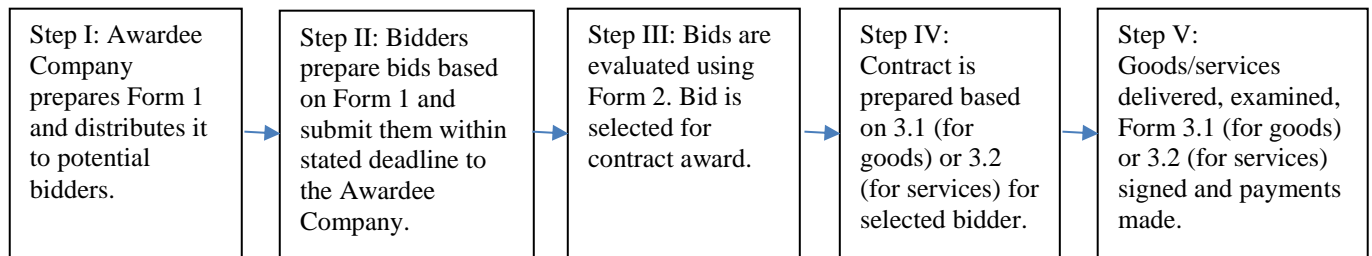 Step I: Awardee
Company
prepares Form 1
and distributes it
to potential
bidders.
Step II: Bidders
prepare bids based
on Form 1 and
submit them within
stated deadline to
the Awardee
Company.
Step III: Bids are
evaluated using
Form 2. Bid is
selected for
contract award.
Step IV:
Contract is
prepared based
on 3.1 (for
goods) or 3.2
(for services) for
selected bidder.
Step V:
Goods/services
delivered, examined,
Form 3.1 (for goods)
or 3.2 (for services)
signed and payments
made.